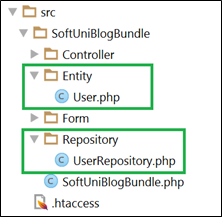 src
SoftUniBlogBundle
Controller
Entity
User.php
Form
Repository
UserRepository.php
SoftUniBlogBundle.php
.htaccess